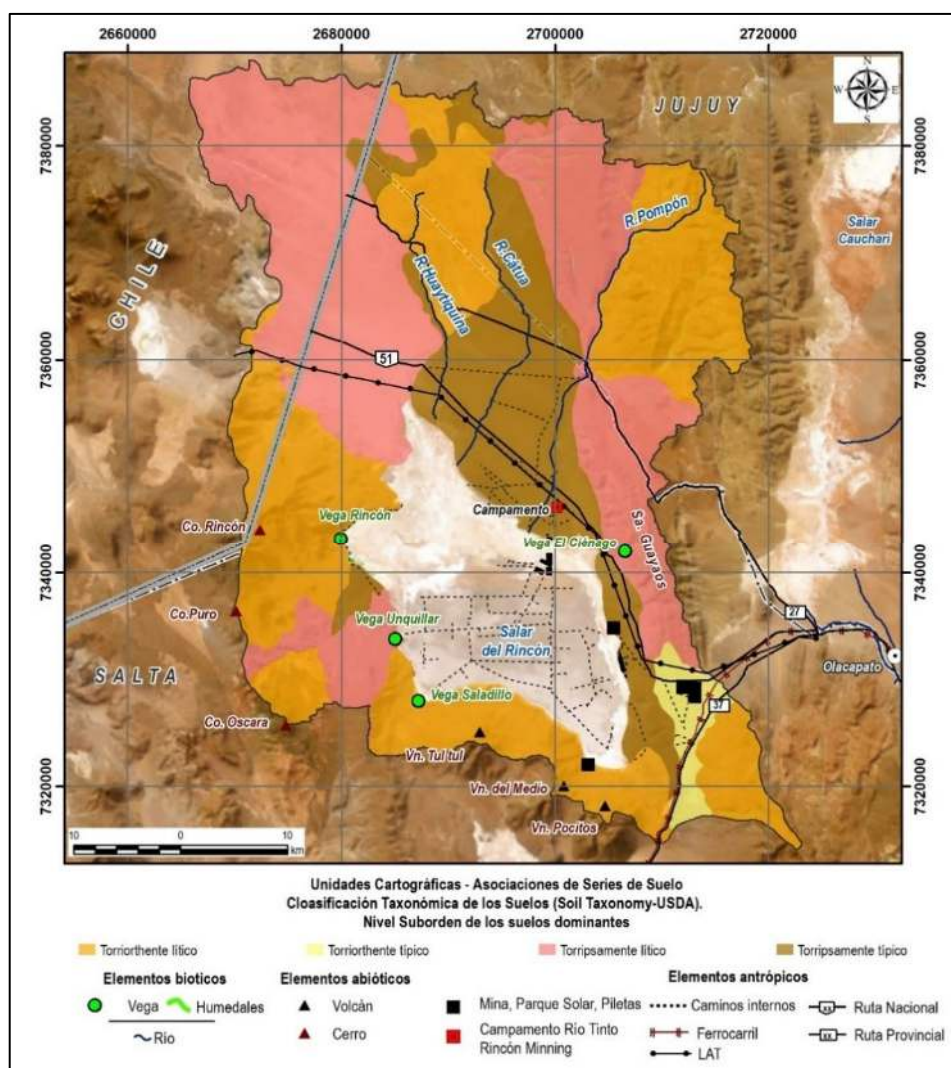 2660000 2680000 27000000 27200000
N
W E
S
JUJUY
7380000 7380000
R.Pompón
Salar
Cauchari
CHILE
R.Huaytiquina
R.Catua
7360000 7360000
51
Campamento
Co. Rincón
Vega Rincón
Vega El Ciénago
Sa. Guayaos
7340000 7340000
Co.Puro
Vega Unquillar
Salar
del Rincón
27
Olacapato
SALTA
Vega Saladillo
37
Co. Oscara
Vn. Tul tul
Vn. del Medio
7320000 7320000
Vn. Pocitos
10 0 10
km
Unidades Cartográficas - Asociaciones de Series de Suelo
Cloasificación Taxonómica de los Suelos (Soil Taxonomy-USDA).
Nivel Suborden de los suelos dominantes
Torriorthente lítico Torriorthente típico Torripsamente lítico Torripsamente típico
Elementos bioticos Elementos abióticos Elementos antrópicos
Vega Humedales Volcàn Mina, Parque Solar, Piletas Caminos internos Ruta Nacional
Rio Cerro Campamento Río Tinto Ferrocarril Ruta Provincial
Rincón Minning LAT